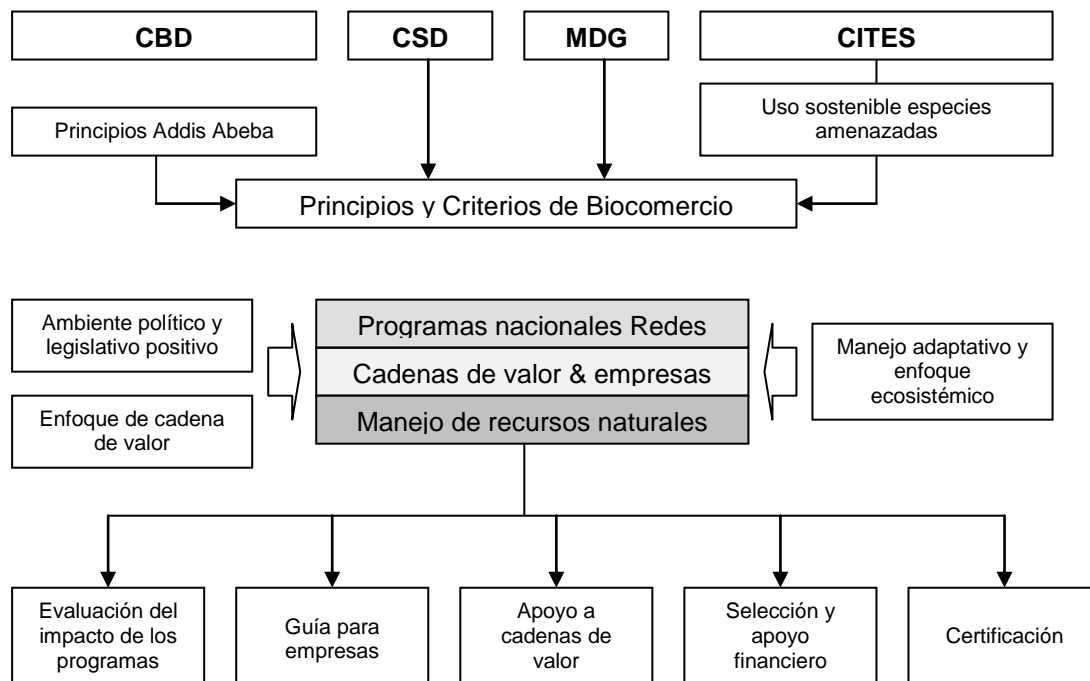 CBD
CSD
MDG
CITES
Principios Addis Abeba
Uso sostenible especies
amenazadas
Principios y Criterios de Biocomercio
Ambiente político y
legislativo positivo
Enfoque de cadena
de valor
Programas nacionales Redes
Cadenas de valor & empresas
Manejo de recursos naturales
Manejo adaptativo y
enfoque
ecosistémico
Evaluación del
impacto de los
programas
Guía para
empresas
Apoyo a
cadenas de
valor
Selección y
apoyo
financiero
Certificación